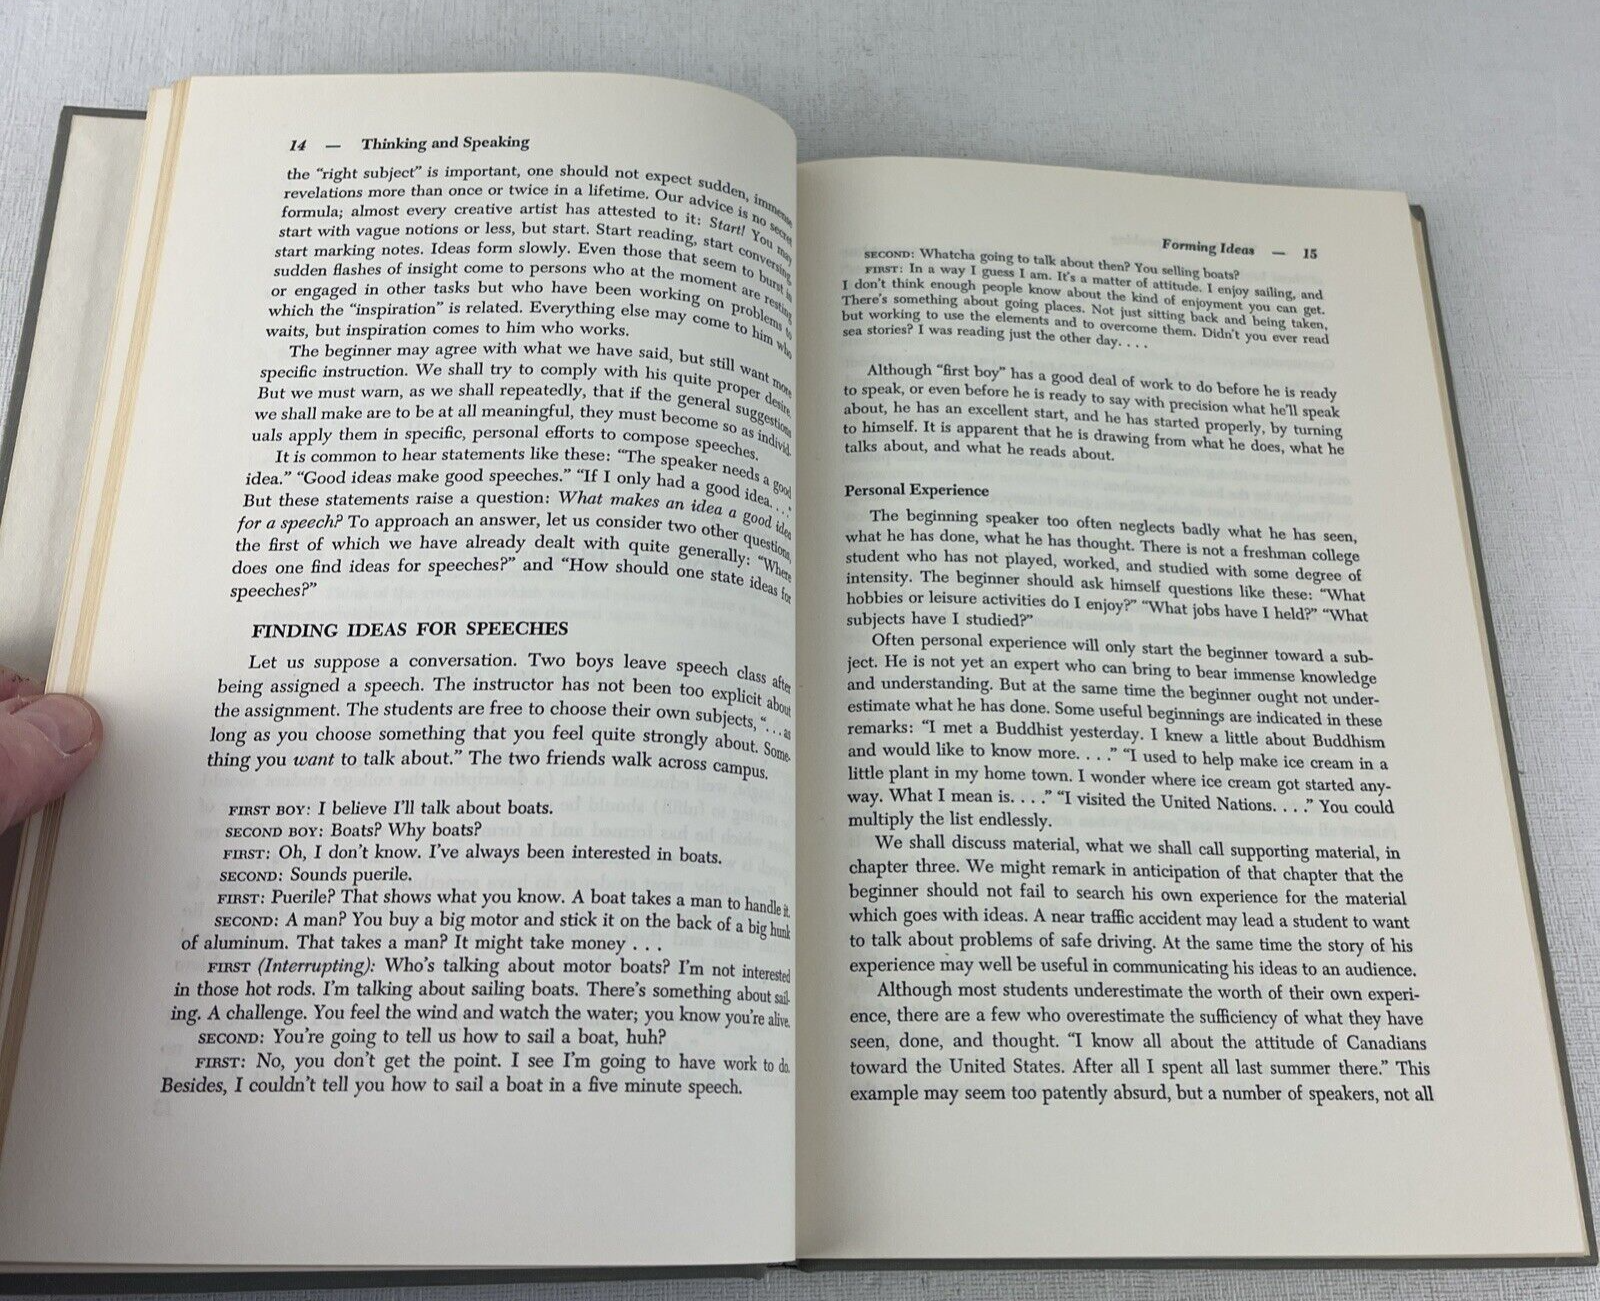 14 — Thinking and Speaking
the “right subject” is important, one should not expect sudden, immense
revelations more than once or twice in a lifetime. Our advice is no secret
formula; almost every creative artist has attested to it: Start! You may
start with vague notions or less, but start. Start reading, start conversing,
start marking notes. Ideas form slowly. Even those that seem to burst in
sudden flashes of insight come to persons who at the moment are resting
or engaged in other tasks but who have been working on problems to
which the “inspiration” is related. Everything else may come to him who
waits, but inspiration comes to him who works.
The beginner may agree with what we have said, but still want more
specific instruction. We shall try to comply with his quite proper desire.
But we must warn, as we shall repeatedly, that if the general suggestions
we shall make are to be at all meaningful, they must become so as individ-
uals apply them in specific, personal efforts to compose speeches.
It is common to hear statements like these: “The speaker needs a good
idea.” “Good ideas make good speeches.” “If I only had a good idea. . . .”
But these statements raise a question: What makes an idea a good idea
for a speech? To approach an answer, let us consider two other questions,
the first of which we have already dealt with quite generally: “Where
does one find ideas for speeches?” and “How should one state ideas for
speeches?”
FINDING IDEAS FOR SPEECHES
Let us suppose a conversation. Two boys leave speech class after
being assigned a speech. The instructor has not been too explicit about
the assignment. The students are free to choose their own subjects, “. . . as
long as you choose something that you feel quite strongly about. Some-
thing you want to talk about.” The two friends walk across campus.
FIRST BOY: I believe I'll talk about boats.
SECOND BOY: Boats? Why boats?
FIRST: Oh, I don't know. I've always been interested in boats.
SECOND: Sounds puerile.
FIRST: Puerile? That shows what you know. A boat takes a man to handle it.
SECOND: A man? You buy a big motor and stick it on the back of a big hunk
of aluminum. That takes a man? It might take money . . .
FIRST (Interrupting): Who's talking about motor boats? I'm not interested
in those hot rods. I'm talking about sailing boats. There's something about sail-
ing. A challenge. You feel the wind and watch the water; you know you're alive.
SECOND: You're going to tell us how to sail a boat, huh?
FIRST: No, you don't get the point. I see I'm going to have work to do.
Besides, I couldn't tell you how to sail a boat in a five minute speech.
Forming Ideas — 15
SECOND: Whatcha going to talk about then? You selling boats?
FIRST: In a way I guess I am. It's a matter of attitude. I enjoy sailing, and
I don't think enough people know about the kind of enjoyment you can get.
There's something about going places. Not just sitting back and being taken,
but working to use the elements and to overcome them. Didn't you ever read
sea stories? I was reading just the other day. . . .
Although “first boy” has a good deal of work to do before he is ready
to speak, or even before he is ready to say with precision what he'll speak
about, he has an excellent start, and he has started properly, by turning
to himself. It is apparent that he is drawing from what he does, what he
talks about, and what he reads about.
Personal Experience
The beginning speaker too often neglects badly what he has seen,
what he has done, what he has thought. There is not a freshman college
student who has not played, worked, and studied with some degree of
intensity. The beginner should ask himself questions like these: “What
hobbies or leisure activities do I enjoy?” “What jobs have I held?” “What
subjects have I studied?”
Often personal experience will only start the beginner toward a sub-
ject. He is not yet an expert who can bring to bear immense knowledge
and understanding. But at the same time the beginner ought not under-
estimate what he has done. Some useful beginnings are indicated in these
remarks: “I met a Buddhist yesterday. I knew a little about Buddhism
and would like to know more. . . .” “I used to help make ice cream in a
little plant in my home town. I wonder where ice cream got started any-
way. What I mean is. . . .” “I visited the United Nations. . . .” You could
multiply the list endlessly.
We shall discuss material, what we shall call supporting material, in
chapter three. We might remark in anticipation of that chapter that the
beginner should not fail to search his own experience for the material
which goes with ideas. A near traffic accident may lead a student to want
to talk about problems of safe driving. At the same time the story of his
experience may well be useful in communicating his ideas to an audience.
Although most students underestimate the worth of their own experi-
ence, there are a few who overestimate the sufficiency of what they have
seen, done, and thought. “I know all about the attitude of Canadians
toward the United States. After all I spent all last summer there.” This
example may seem too patently absurd, but a number of speakers, not all